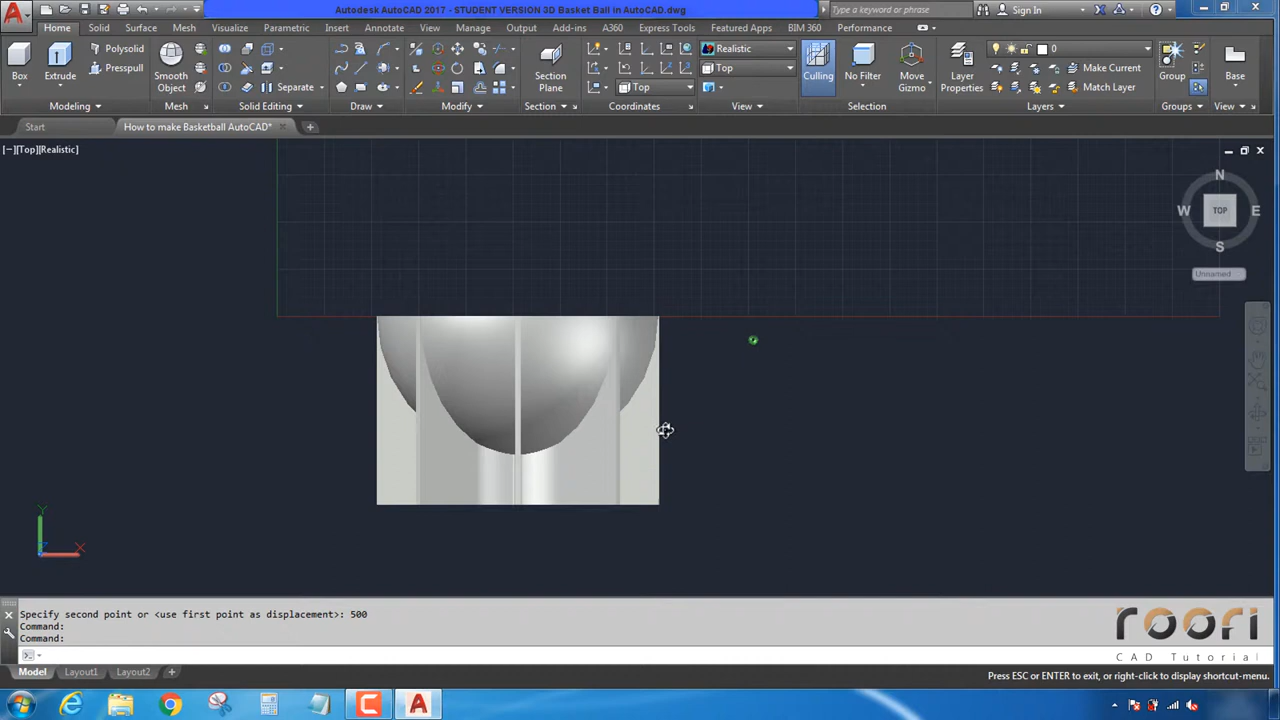 Autodesk AutoCAD 2017 - STUDENT VERSION 3D Basket Ball in AutoCAD.dwg
Type a keyword or phrase
Sign In
Home Solid Surface Mesh Visualize Parametric Insert Annotate View Manage Output Add-ins A360 Express Tools Featured Apps BIM 360 Performance
Polysolid
Presspull
Box
Extrude
Smooth Object
Separate
Section Plane
Realistic
Top
Top
Culling
No Filter
Move Gizmo
Layer Properties
0
Make Current
Match Layer
Group
Base
Modeling Mesh Solid Editing Draw Modify Section Coordinates View Selection Layers Groups View
Start
How to make Basketball AutoCAD*
[−][Top][Realistic]
N
W TOP E
S
Unnamed
Y
X
Specify second point or <use first point as displacement>: 500
Command:
Command:
roofi
CAD Tutorial
Model Layout1 Layout2
Press ESC or ENTER to exit, or right-click to display shortcut-menu.